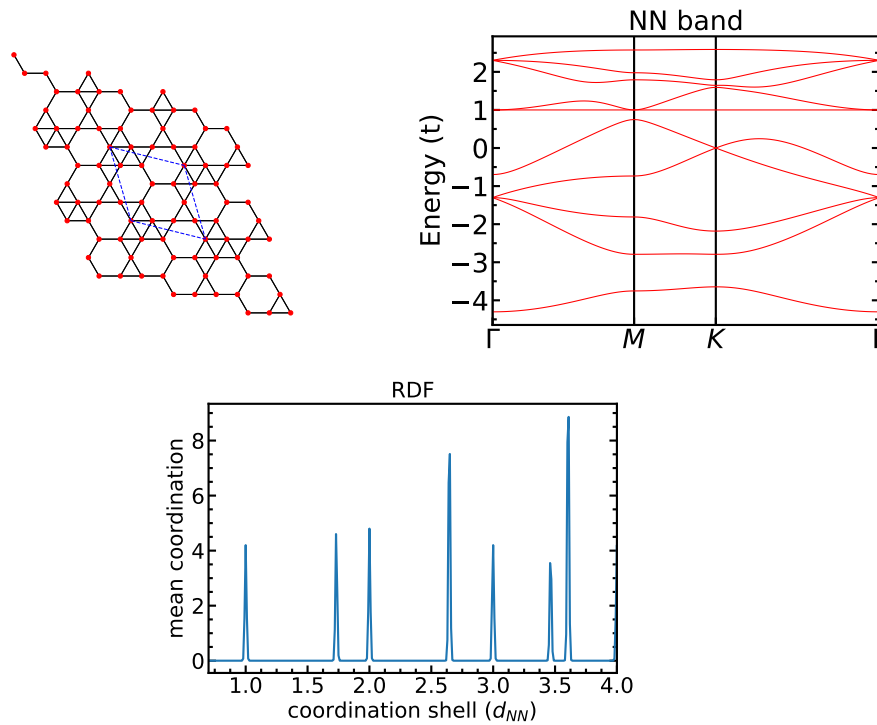 NN band
Energy (t)
2
1
0
−1
−2
−3
−4
Γ M K Γ
RDF
mean coordination
8
6
4
2
0
1.0 1.5 2.0 2.5 3.0 3.5 4.0
coordination shell (d_NN)